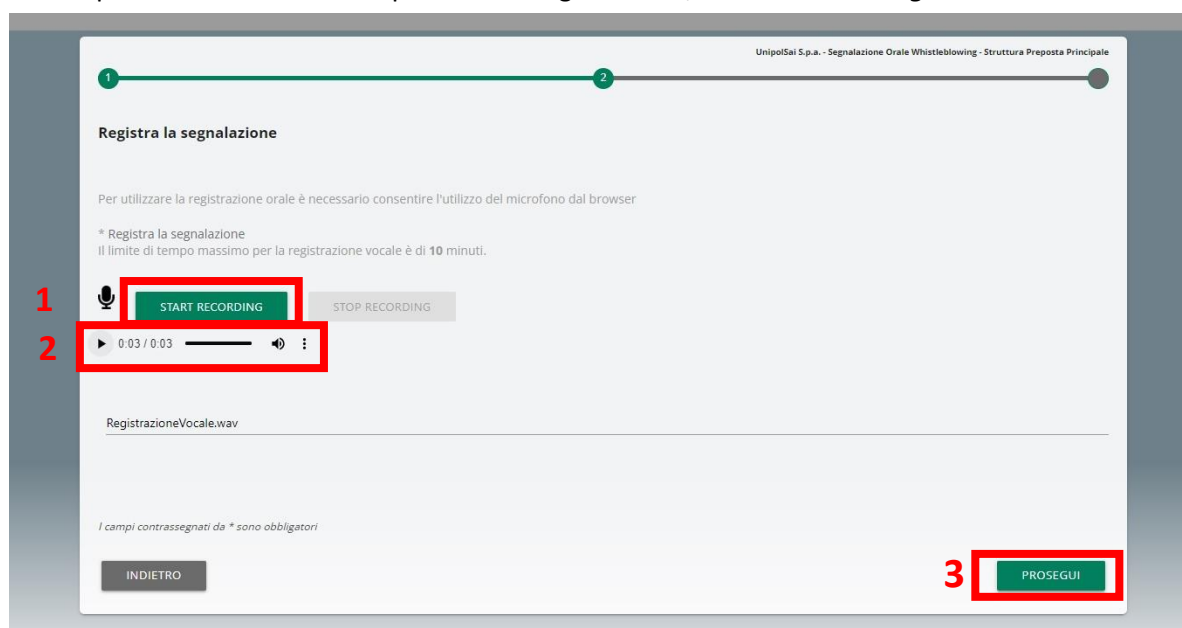 UnipolSai S.p.a. - Segnalazione Orale Whistleblowing - Struttura Preposta Principale
1
2
Registra la segnalazione
Per utilizzare la registrazione orale è necessario consentire l'utilizzo del microfono dal browser
* Registra la segnalazione
Il limite di tempo massimo per la registrazione vocale è di 10 minuti.
1
START RECORDING
STOP RECORDING
2
0:03 / 0:03
RegistrazioneVocale.wav
I campi contrassegnati da * sono obbligatori
INDIETRO
3
PROSEGUI